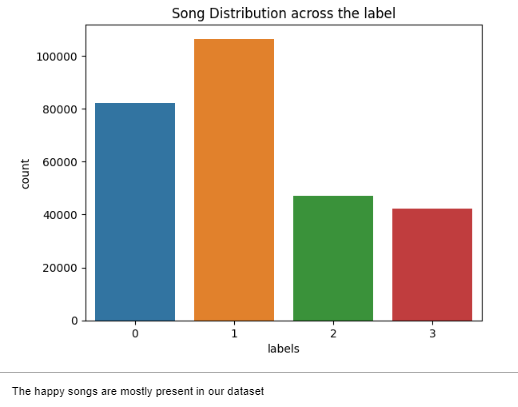 Song Distribution across the label
100000
80000
60000
40000
20000
0
count
0 1 2 3
labels
The happy songs are mostly present in our dataset